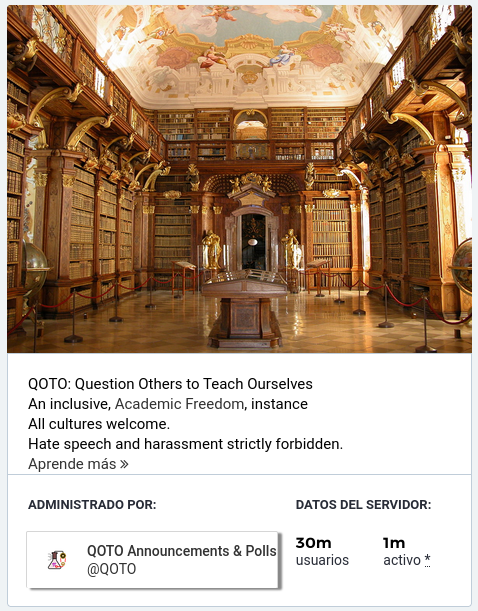 QOTO: Question Others to Teach Ourselves
An inclusive, Academic Freedom, instance
All cultures welcome.
Hate speech and harassment strictly forbidden.
Aprende más »
ADMINISTRADO POR:
QOTO Announcements & Polls
@QOTO
DATOS DEL SERVIDOR:
30m 1m
usuarios activo *